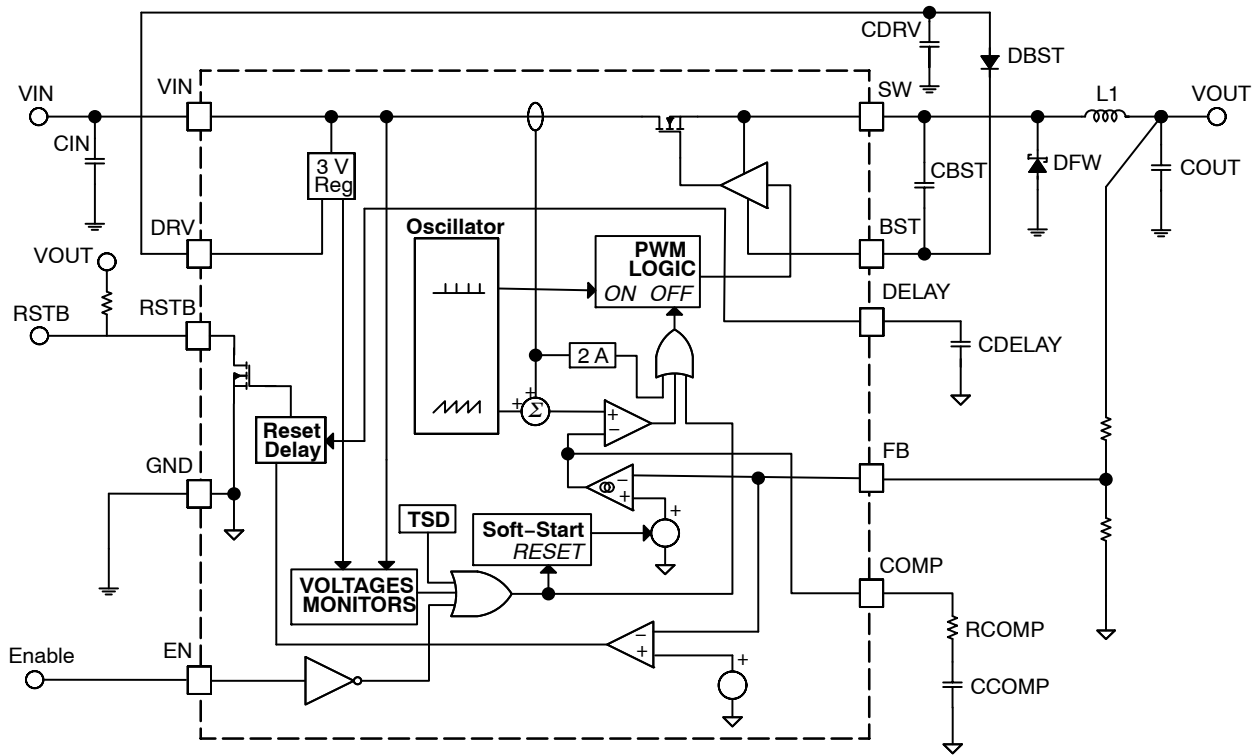 CDRV
DBST
VIN
VIN
SW
L1
VOUT
CIN
3 V
Reg
CBST
DFW
COUT
DRV
Oscillator
BST
VOUT
PWM
LOGIC
ON OFF
DELAY
RSTB
RSTB
2 A
CDELAY
+
+
Σ
+
−
Reset
Delay
GND
FB
−
+
+
TSD
Soft−Start
RESET
COMP
VOLTAGES
MONITORS
RCOMP
−
+
+
Enable
EN
CCOMP